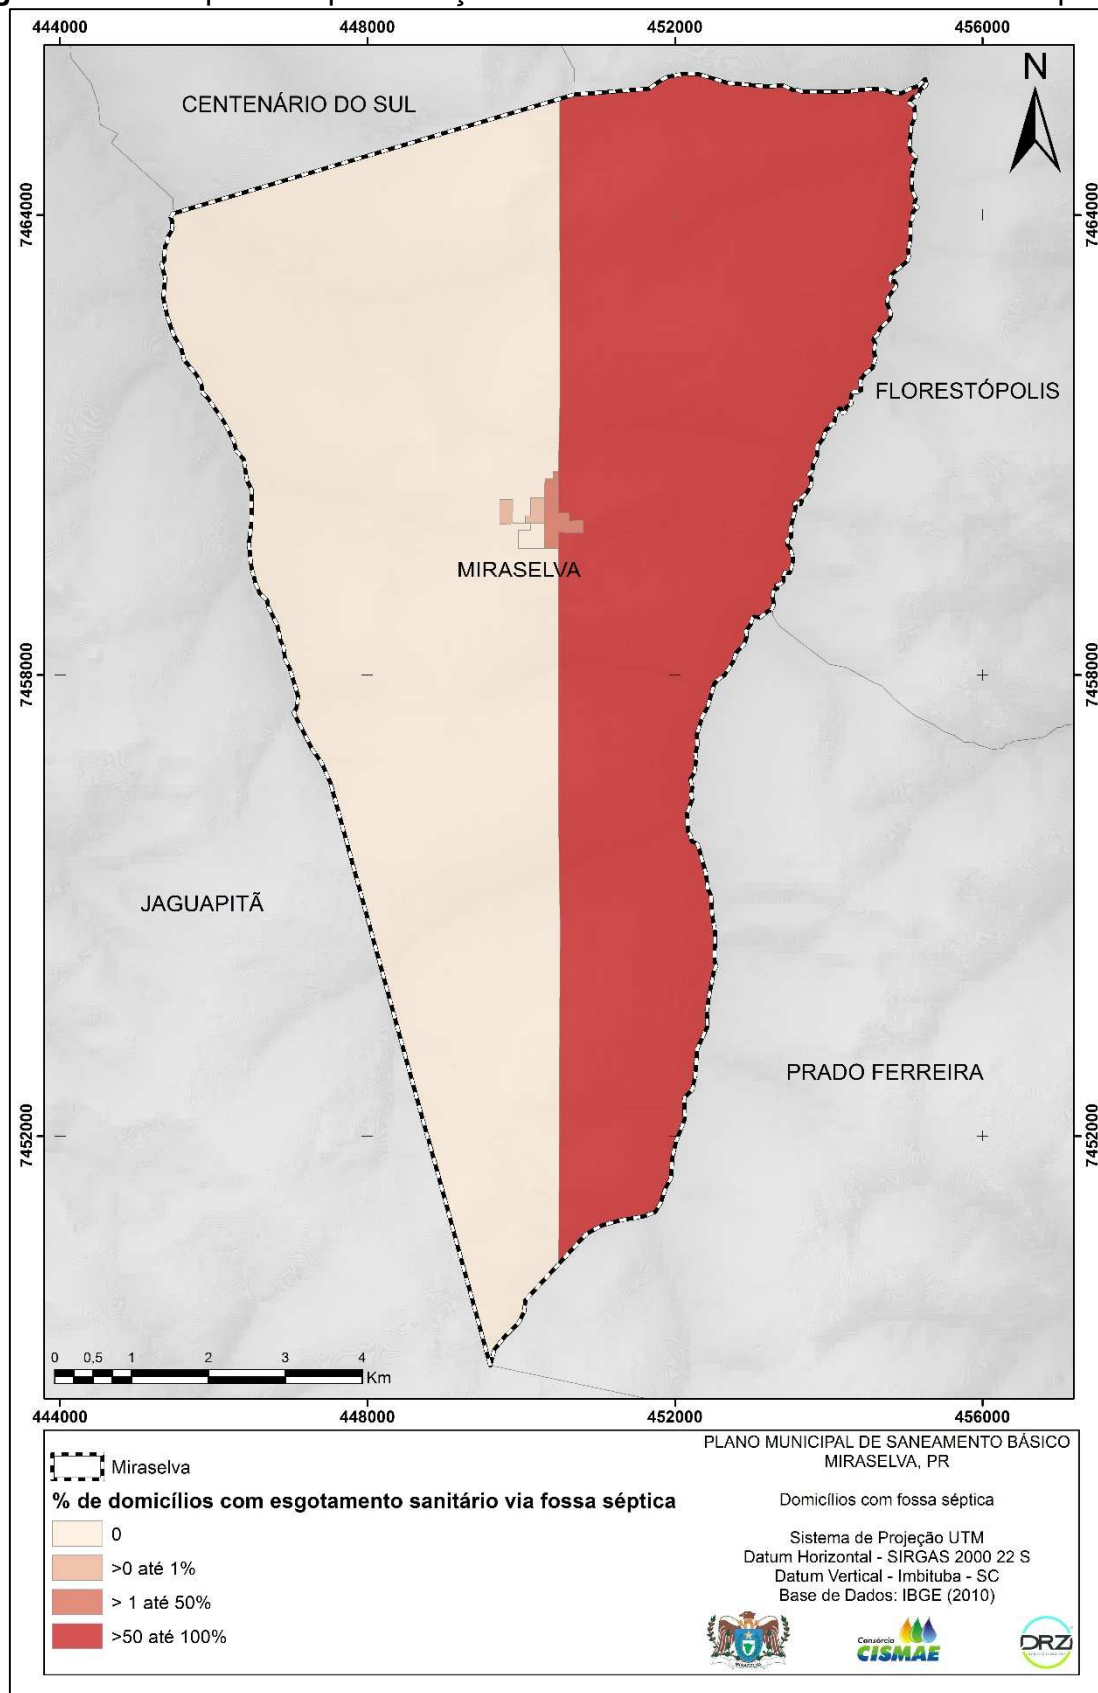 444000 448000 452000 456000
N
CENTENÁRIO DO SUL
7464000 7464000
FLORESTÓPOLIS
MIRASELVA
7458000 7458000
JAGUAPITÃ
PRADO FERREIRA
7452000 7452000
0 0,5 1 2 3 4
Km
444000 448000 452000 456000
Miraselva
% de domicílios com esgotamento sanitário via fossa séptica
0
>0 até 1%
> 1 até 50%
>50 até 100%
PLANO MUNICIPAL DE SANEAMENTO BÁSICO
MIRASELVA, PR
Domicílios com fossa séptica
Sistema de Projeção UTM
Datum Horizontal - SIRGAS 2000 22 S
Datum Vertical - Imbituba - SC
Base de Dados: IBGE (2010)
MIRASELVA
Consórcio
CISMAE
DRZ